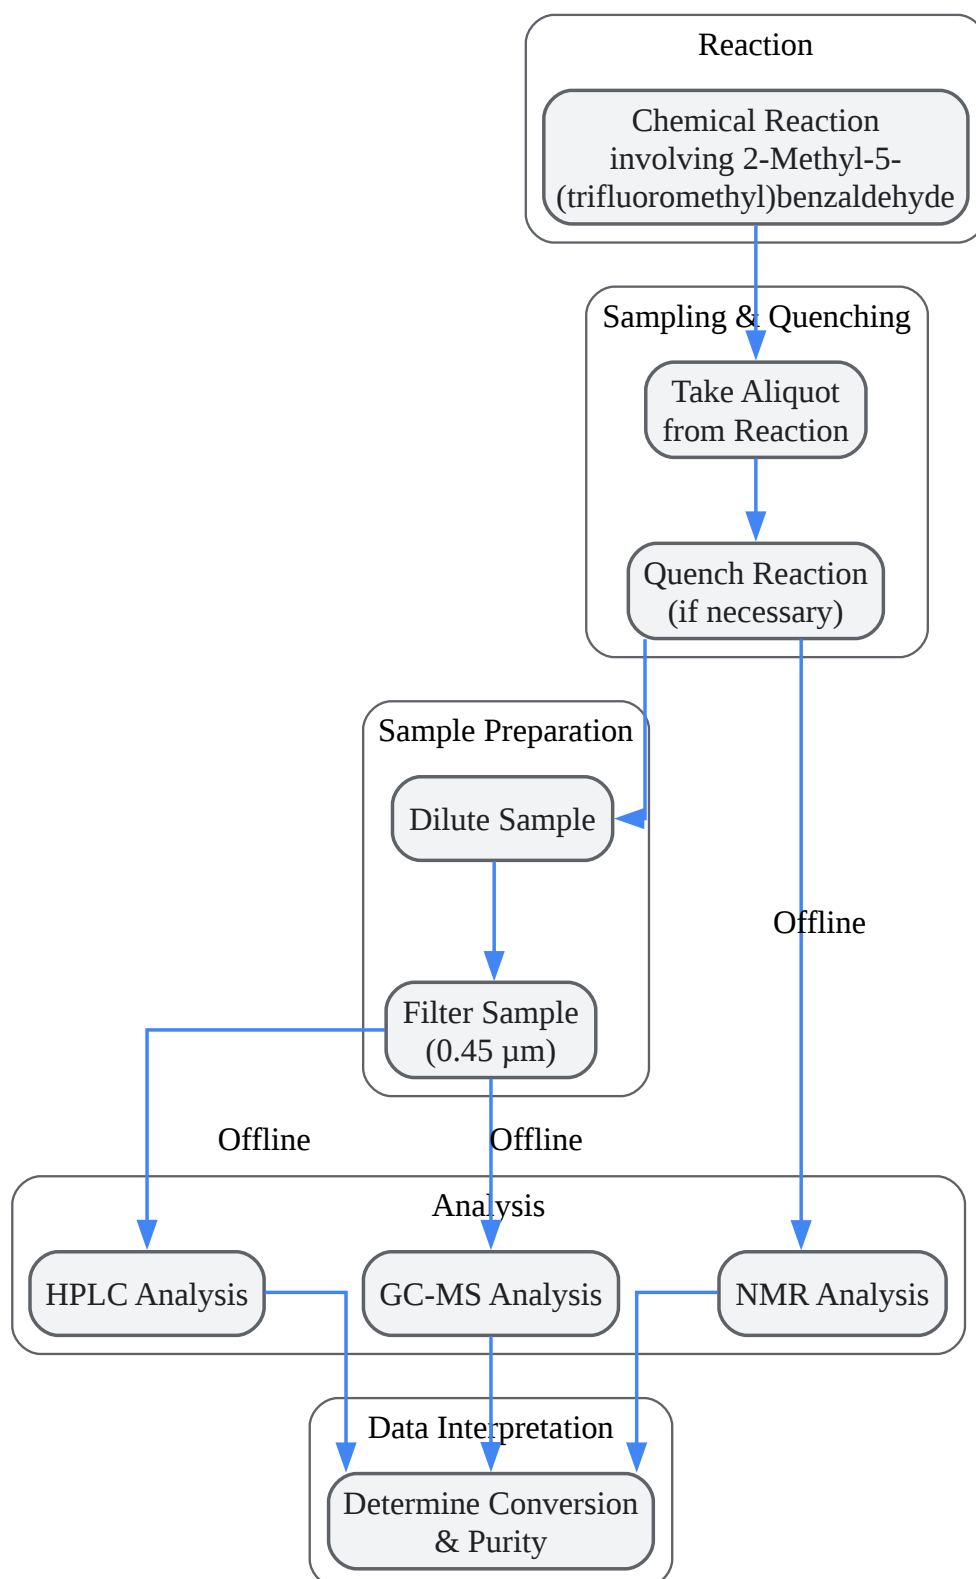 Reaction
Chemical Reaction
involving 2-Methyl-5-
(trifluoromethyl)benzaldehyde
Sampling & Quenching
Take Aliquot
from Reaction
Quench Reaction
(if necessary)
Sample Preparation
Dilute Sample
Offline
Filter Sample
(0.45 µm)
Offline
Offline
Analysis
HPLC Analysis
GC-MS Analysis
NMR Analysis
Data Interpretation
Determine Conversion
& Purity